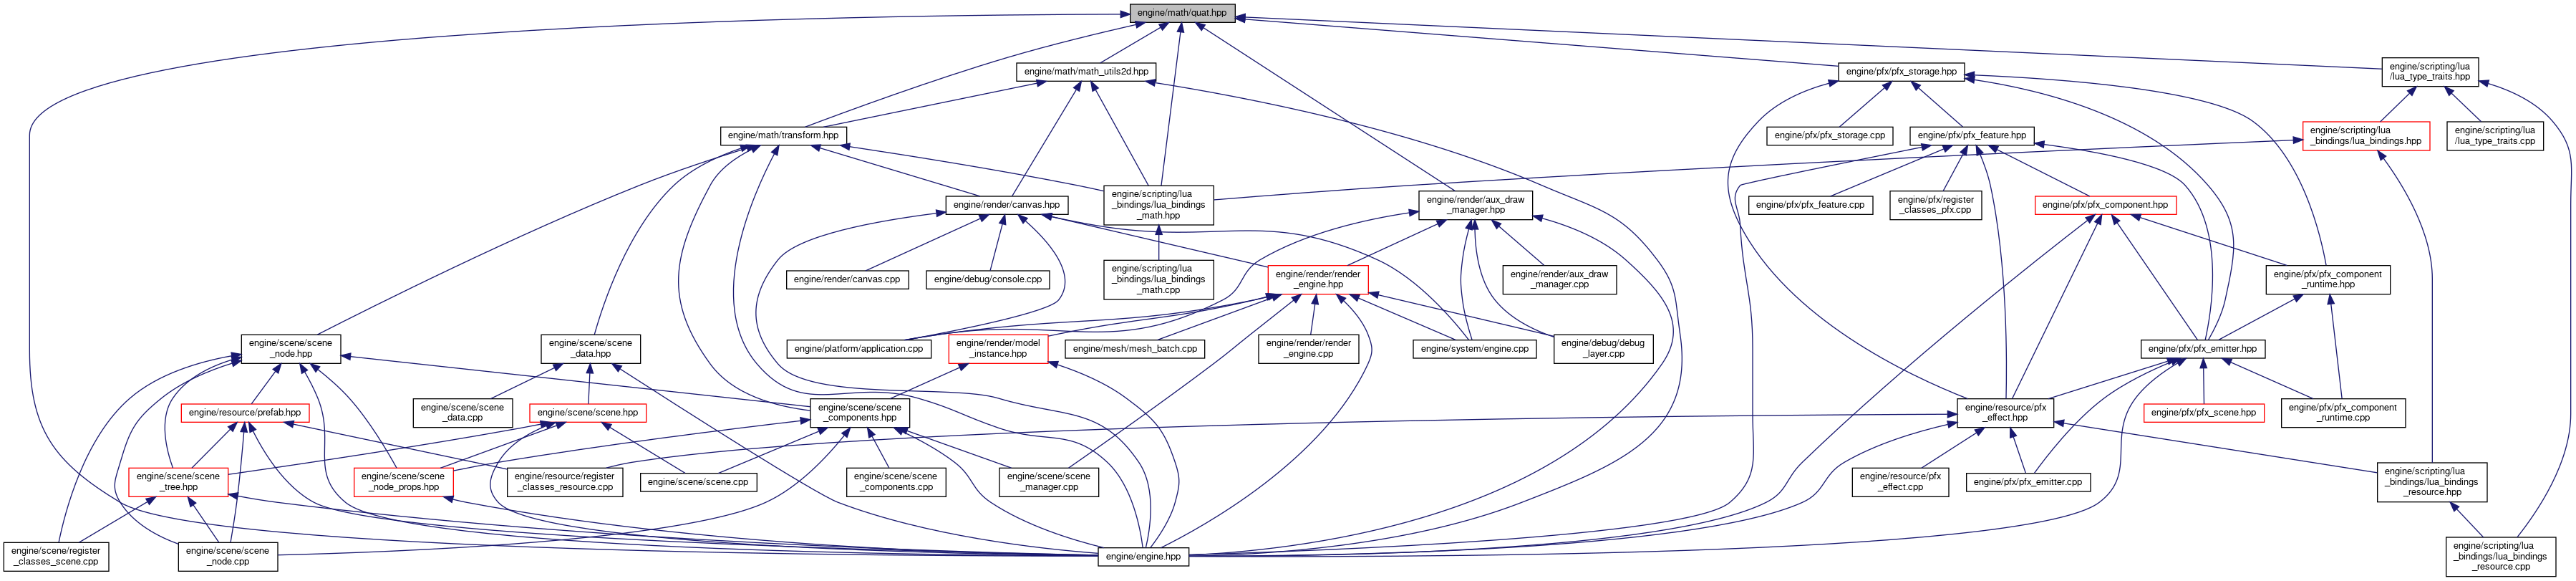 engine/math/quat.hpp
engine/math/math_utils2d.hpp
engine/pfx/pfx_storage.hpp
engine/scripting/lua
/lua_type_traits.hpp
engine/math/transform.hpp
engine/pfx/pfx_storage.cpp
engine/pfx/pfx_feature.hpp
engine/scripting/lua
_bindings/lua_bindings.hpp
engine/scripting/lua
/lua_type_traits.cpp
engine/render/canvas.hpp
engine/scripting/lua
_bindings/lua_bindings
_math.hpp
engine/render/aux_draw
_manager.hpp
engine/pfx/pfx_feature.cpp
engine/pfx/register
_classes_pfx.cpp
engine/pfx/pfx_component.hpp
engine/render/canvas.cpp
engine/debug/console.cpp
engine/scripting/lua
_bindings/lua_bindings
_math.cpp
engine/render/render
_engine.hpp
engine/render/aux_draw
_manager.cpp
engine/pfx/pfx_component
_runtime.hpp
engine/scene/scene
_node.hpp
engine/scene/scene
_data.hpp
engine/platform/application.cpp
engine/render/model
_instance.hpp
engine/mesh/mesh_batch.cpp
engine/render/render
_engine.cpp
engine/system/engine.cpp
engine/debug/debug
_layer.cpp
engine/pfx/pfx_emitter.hpp
engine/resource/prefab.hpp
engine/scene/scene
_data.cpp
engine/scene/scene.hpp
engine/scene/scene
_components.hpp
engine/resource/pfx
_effect.hpp
engine/pfx/pfx_scene.hpp
engine/pfx/pfx_component
_runtime.cpp
engine/scene/scene
_tree.hpp
engine/scene/scene
_node_props.hpp
engine/resource/register
_classes_resource.cpp
engine/scene/scene.cpp
engine/scene/scene
_components.cpp
engine/scene/scene
_manager.cpp
engine/resource/pfx
_effect.cpp
engine/pfx/pfx_emitter.cpp
engine/scripting/lua
_bindings/lua_bindings
_resource.hpp
engine/scene/register
_classes_scene.cpp
engine/scene/scene
_node.cpp
engine/engine.hpp
engine/scripting/lua
_bindings/lua_bindings
_resource.cpp